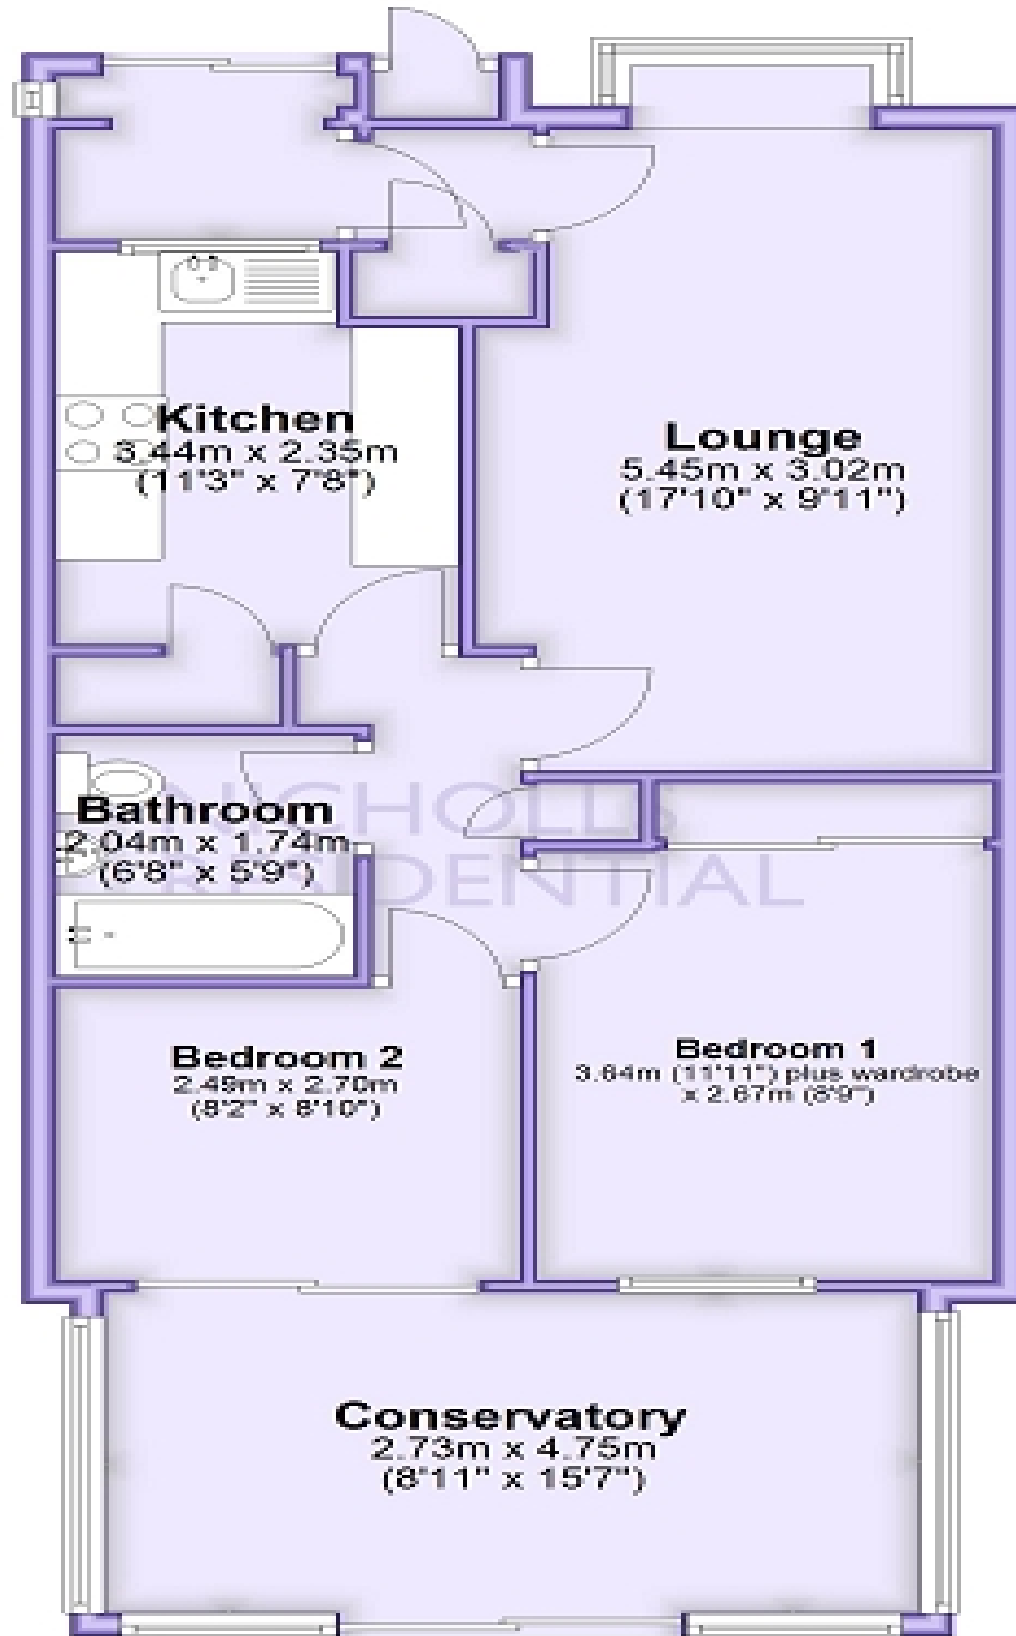 Kitchen
3.44m x 2.35m
(11'3" x 7'8")
Lounge
5.45m x 3.02m
(17'10" x 9'11")
Bathroom
2.04m x 1.74m
(6'8" x 5'9")
NICHOLLS
RESIDENTIAL
Bedroom 2
2.49m x 2.70m
(8'2" x 8'10")
Bedroom 1
3.64m (11'11") plus wardrobe
x 2.67m (8'9")
Conservatory
2.73m x 4.75m
(8'11" x 15'7")